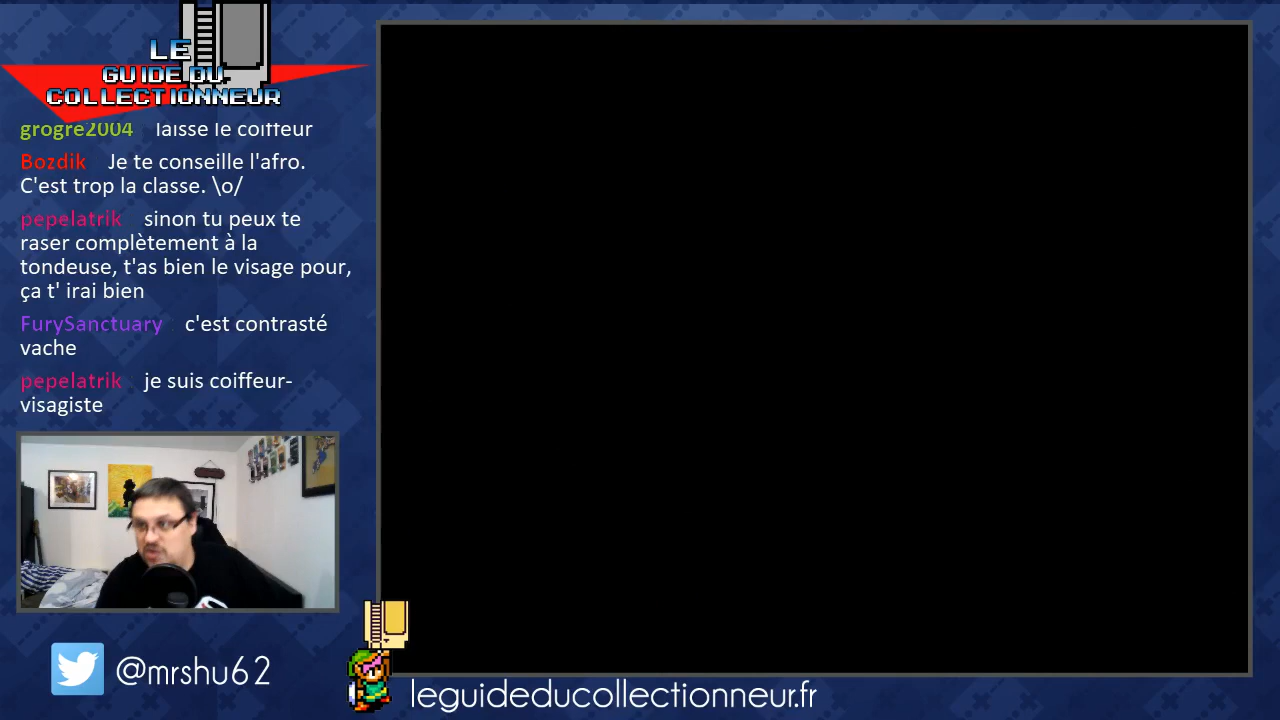 LE
GUIDE DU
COLLECTIONNEUR
grogre2004 laisse le coiffeur
Bozdik Je te conseille l'afro.
C'est trop la classe. \o/
pepelatrik sinon tu peux te
raser complètement à la
tondeuse, t'as bien le visage pour,
ça t' irai bien
FurySanctuary c'est contrasté
vache
pepelatrik je suis coiffeur-
visagiste
@mrshu62
leguideducollectionneur.fr